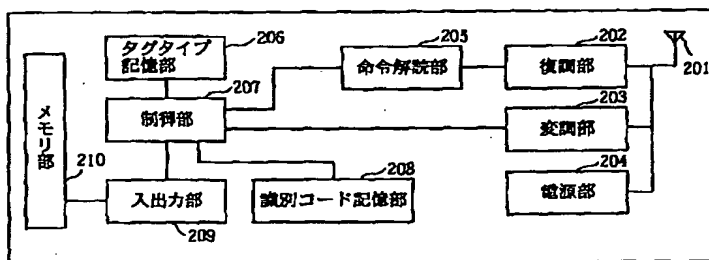 タグタイプ
記憶部
206
205
命令解読部
202
復調部
201
207
制御部
203
変調部
メモリ部
210
204
電源部
入出力部
209
208
識別コード記憶部